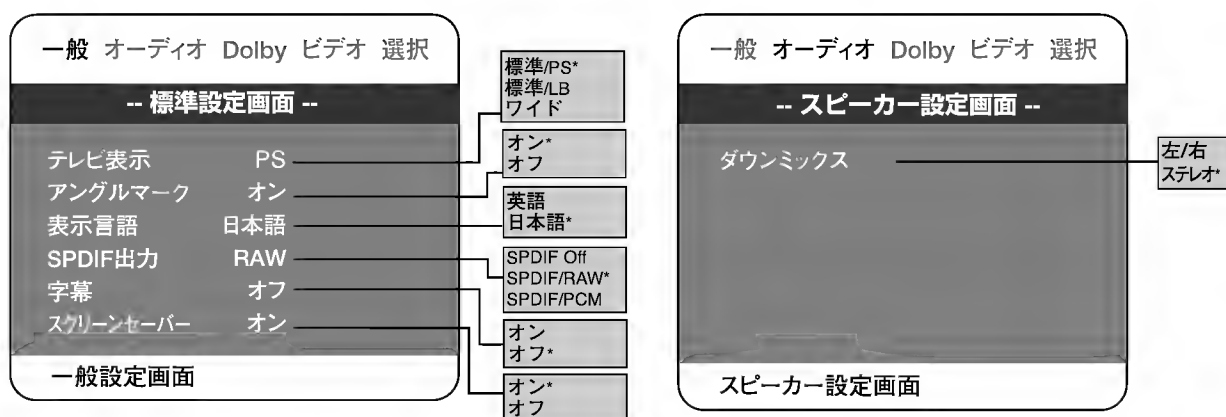 一般 オーディオ Dolby ビデオ 選択
-- 標準設定画面 --
テレビ表示 PS
アングルマーク オン
表示言語 日本語
SPDIF出力 RAW
字幕 オフ
スクリーンセーバー オン
一般設定画面
標準/PS*
標準/LB
ワイド
オン*
オフ
英語
日本語*
SPDIF Off
SPDIF/RAW*
SPDIF/PCM
オン
オフ*
オン*
オフ
一般 オーディオ Dolby ビデオ 選択
-- スピーカー設定画面 --
ダウンミックス
スピーカー設定画面
左/右
ステレオ*